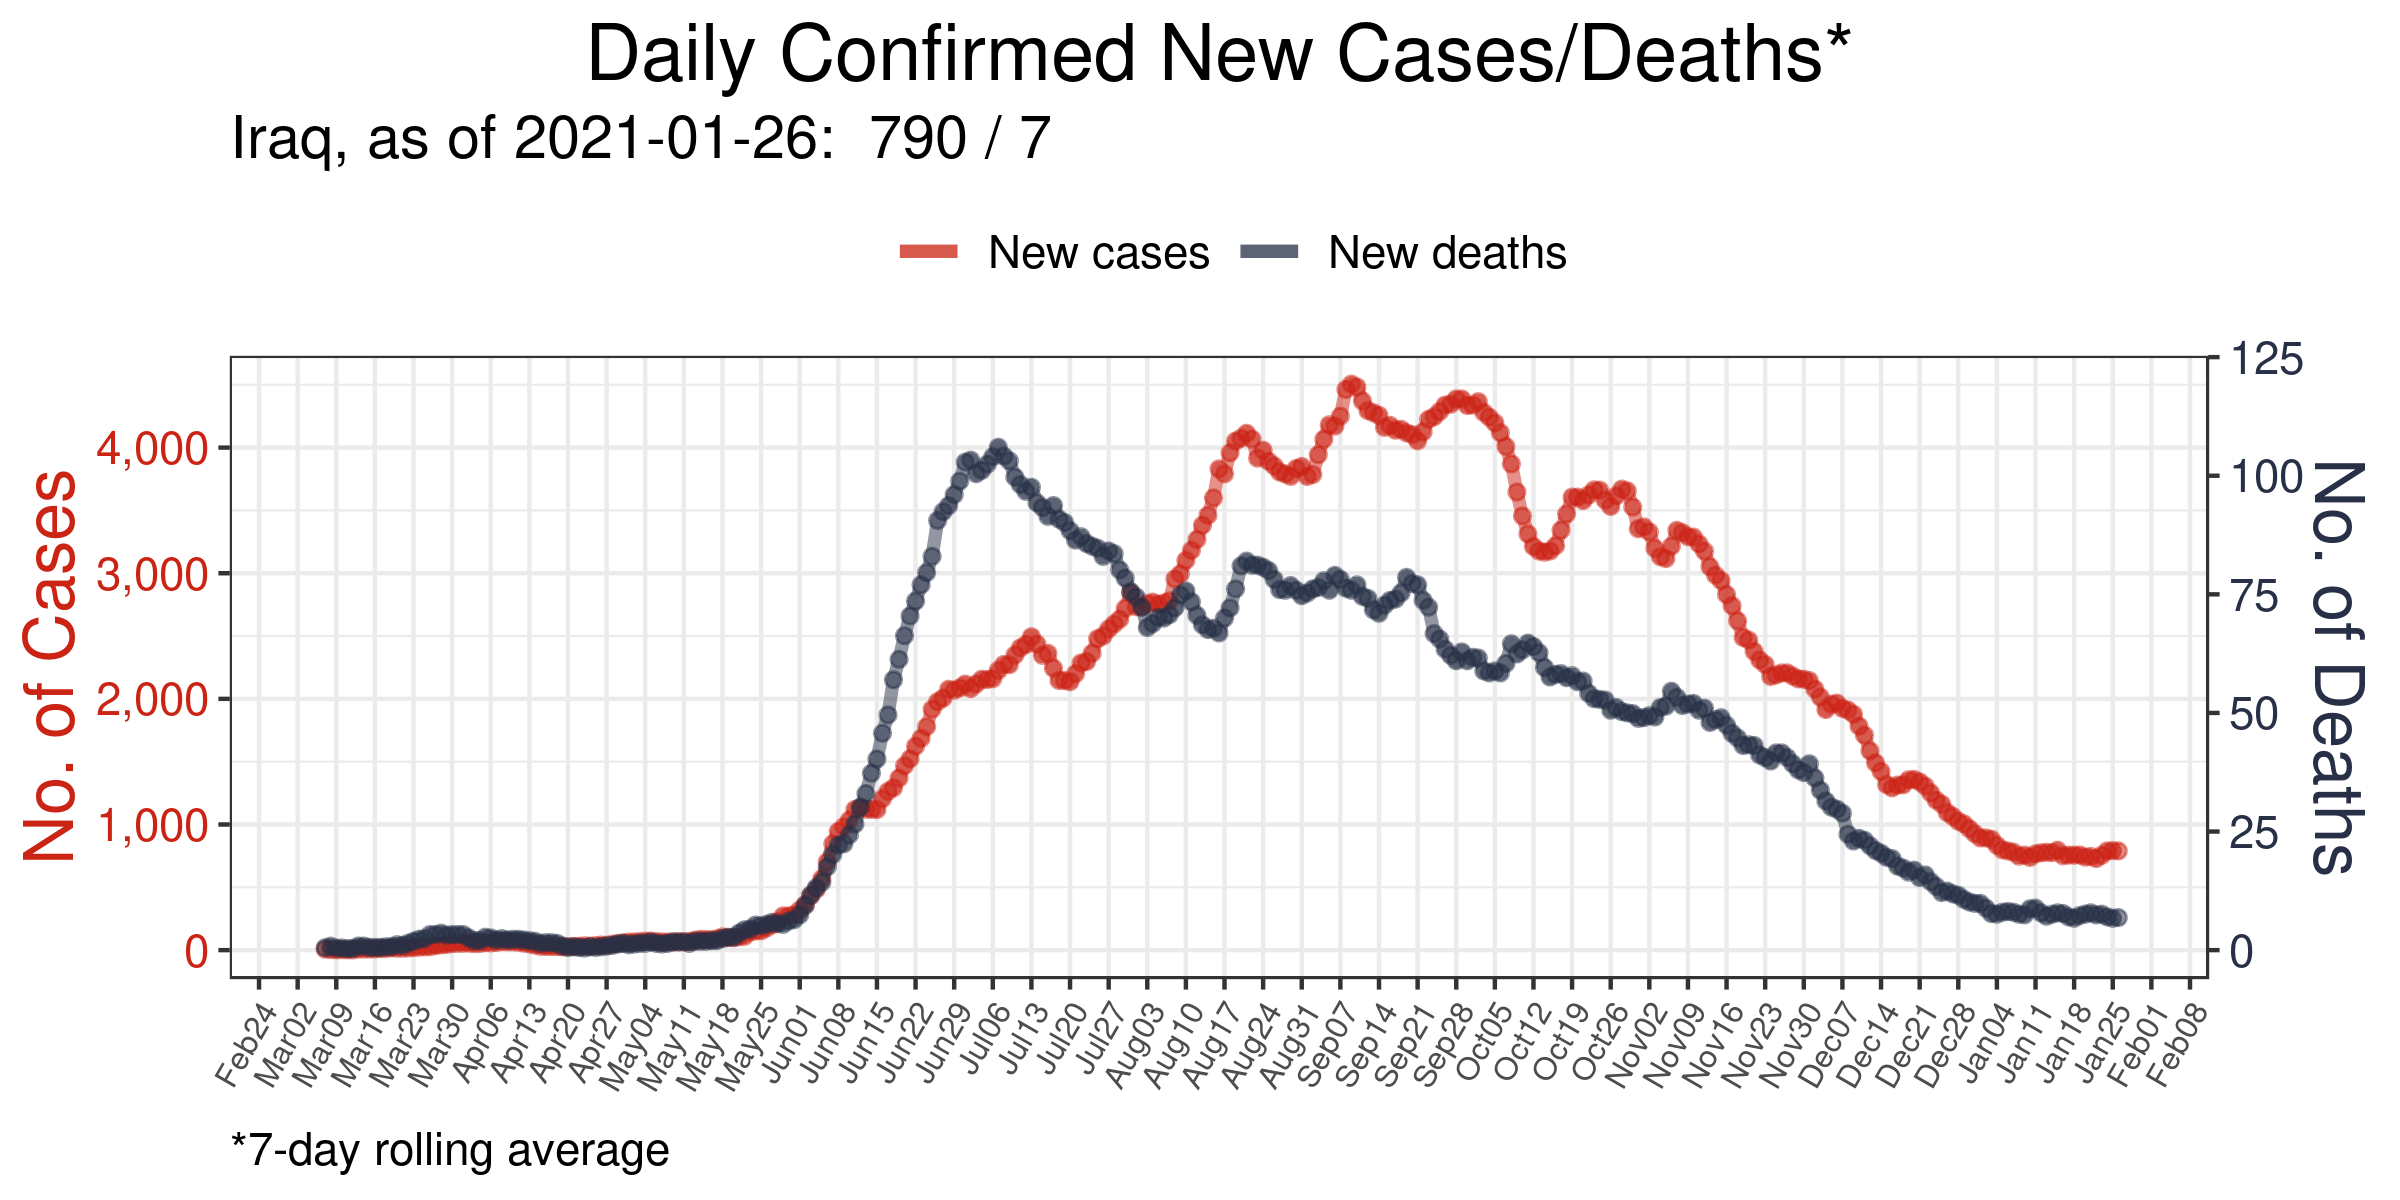 Daily Confirmed New Cases/Deaths*
Iraq, as of 2021-01-26:  790 / 7
New cases
New deaths
No. of Cases
4,000
3,000
2,000
1,000
0
125
100
75
50
25
0
No. of Deaths
Feb24
Mar02
Mar09
Mar16
Mar23
Mar30
Apr06
Apr13
Apr20
Apr27
May04
May11
May18
May25
Jun01
Jun08
Jun15
Jun22
Jun29
Jul06
Jul13
Jul20
Jul27
Aug03
Aug10
Aug17
Aug24
Aug31
Sep07
Sep14
Sep21
Sep28
Oct05
Oct12
Oct19
Oct26
Nov02
Nov09
Nov16
Nov23
Nov30
Dec07
Dec14
Dec21
Dec28
Jan04
Jan11
Jan18
Jan25
Feb01
Feb08
*7-day rolling average